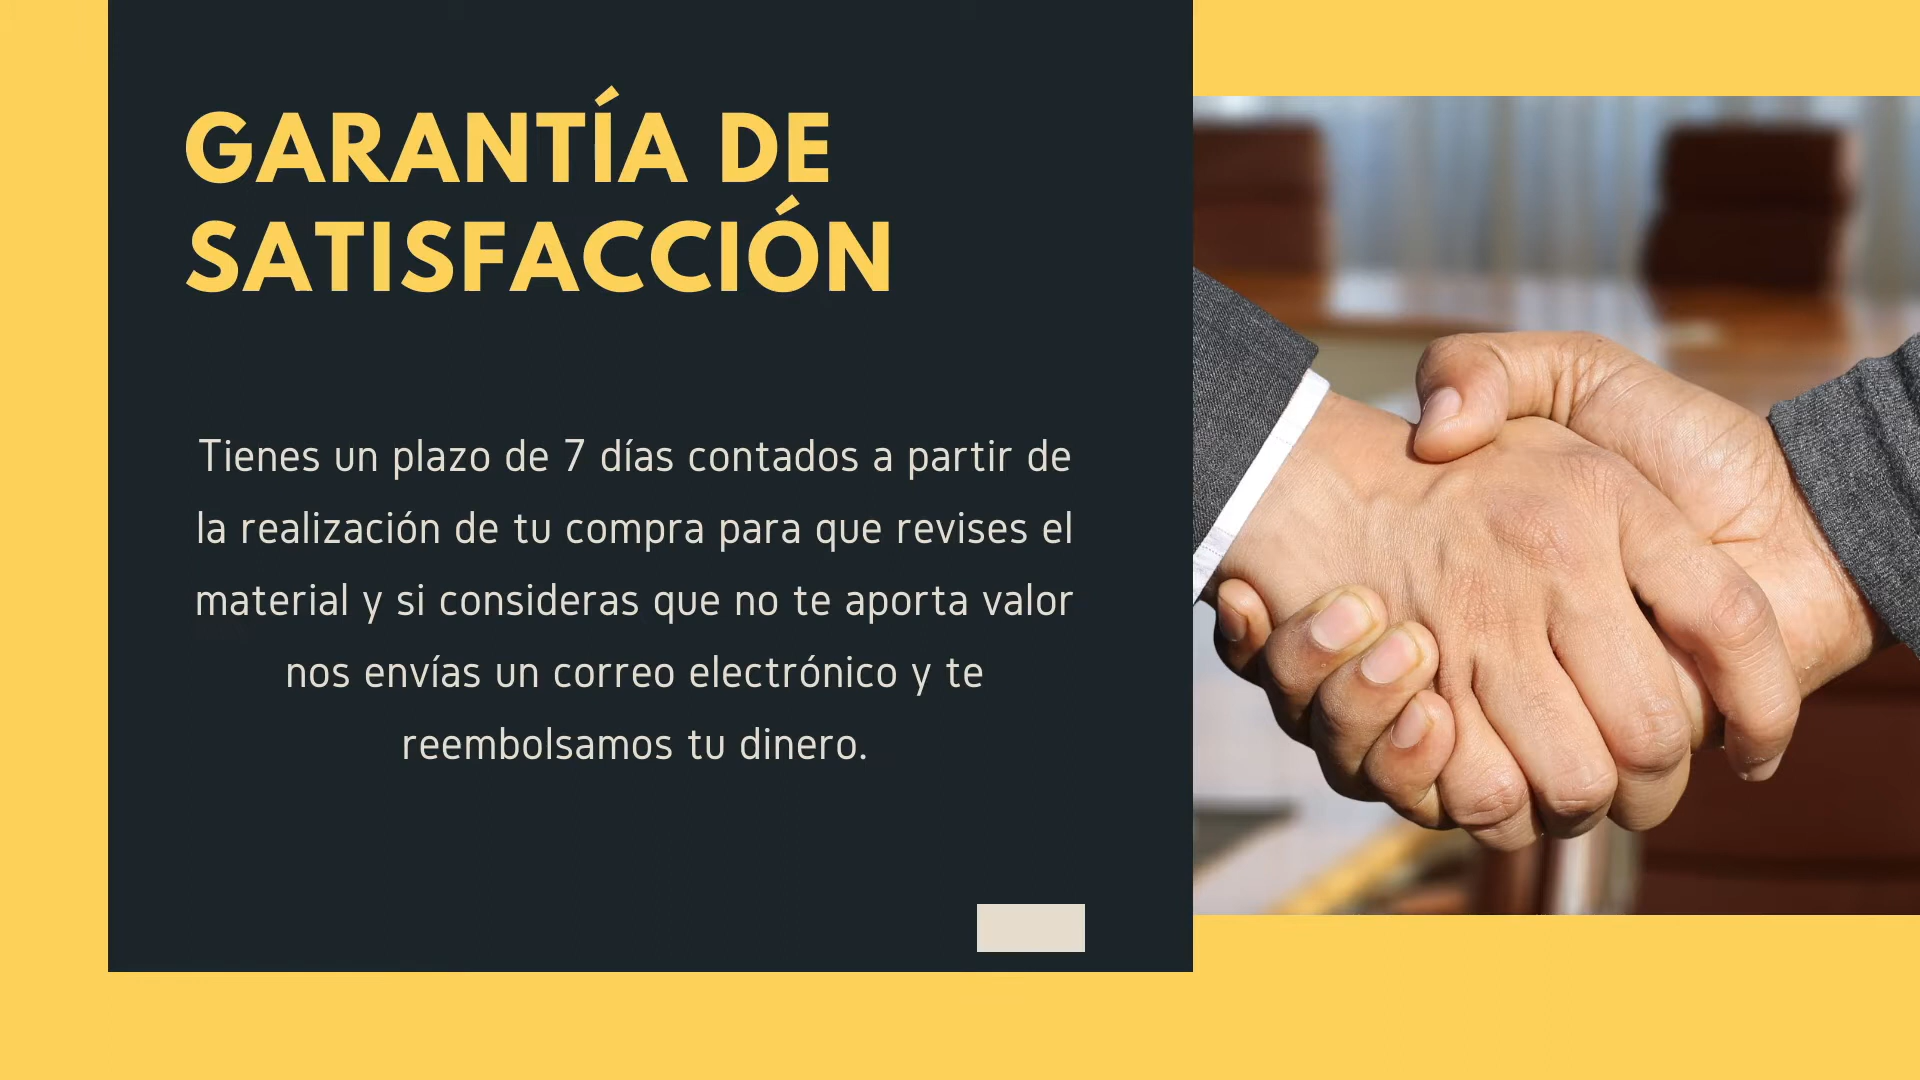 GARANTÍA DE
SATISFACCIÓN
Tienes un plazo de 7 días contados a partir de
la realización de tu compra para que revises el
material y si consideras que no te aporta valor
nos envías un correo electrónico y te
reembolsamos tu dinero.